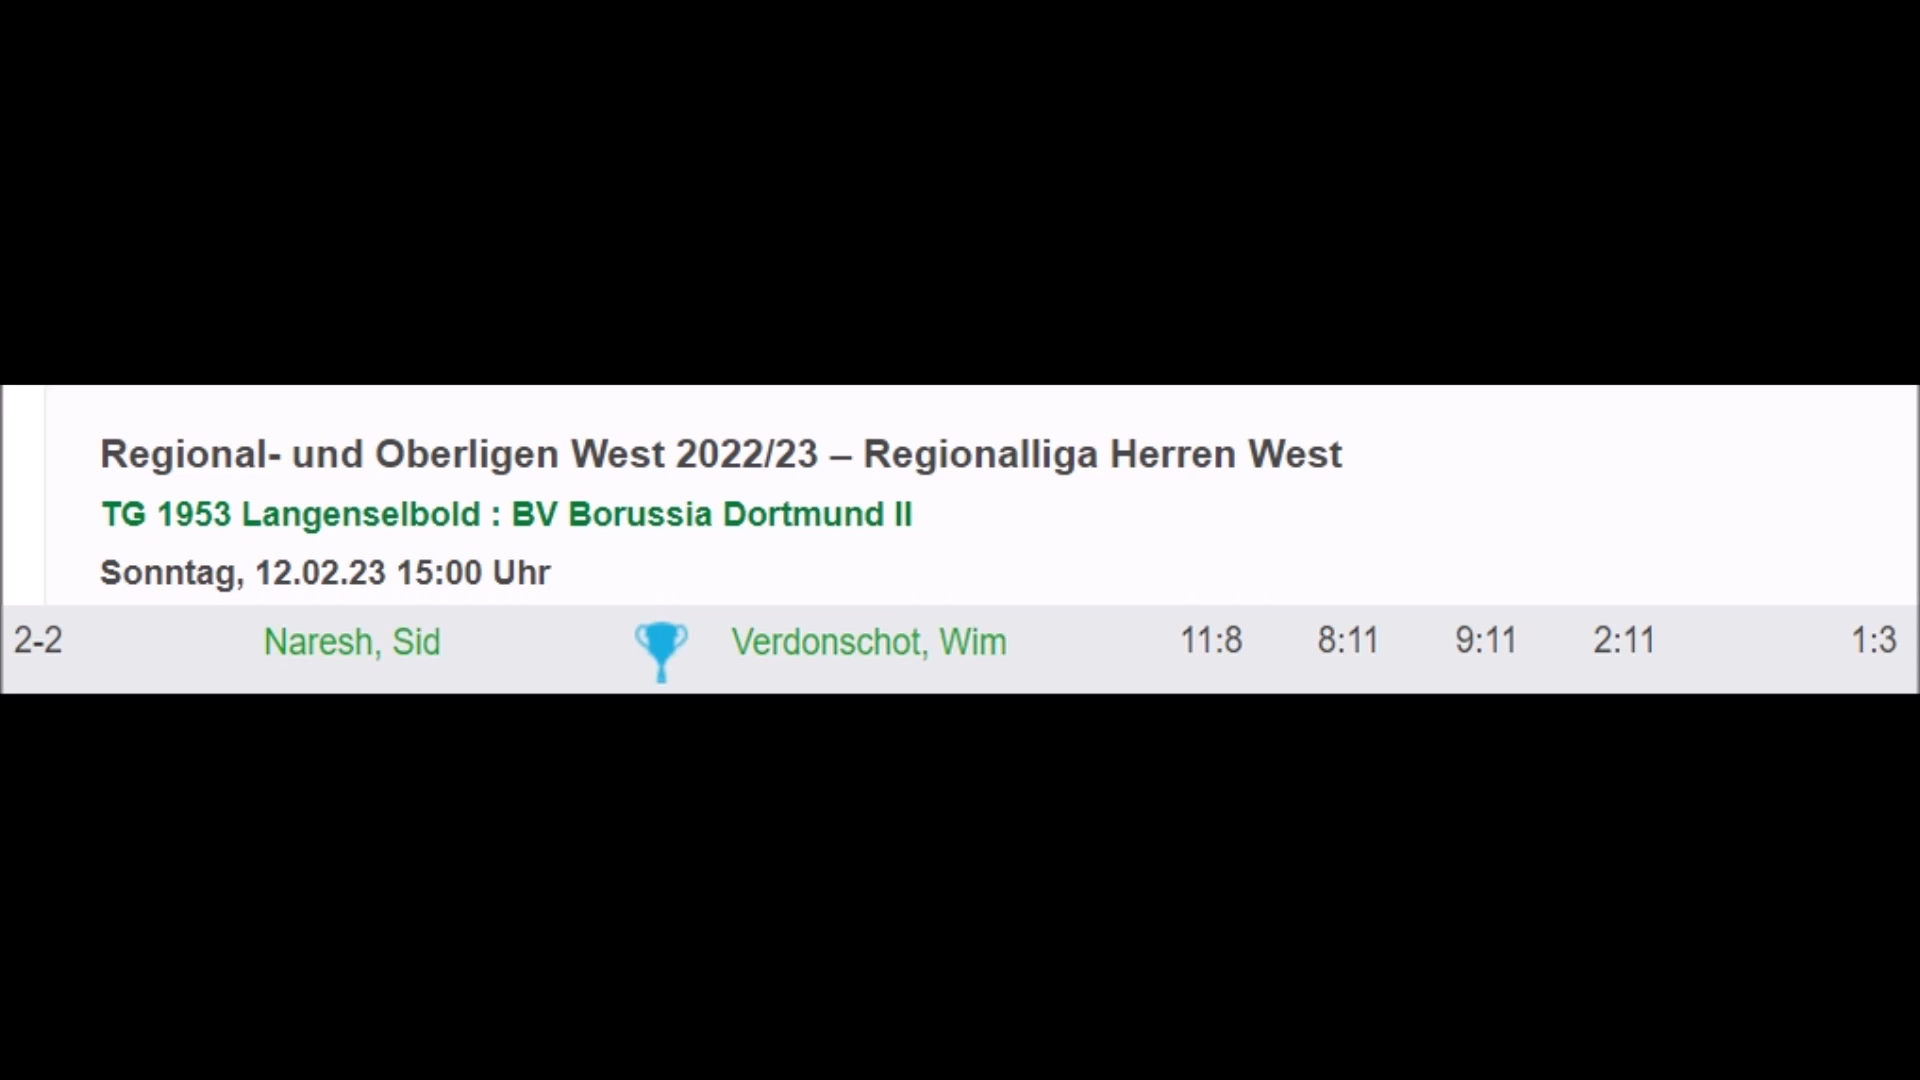 Regional- und Oberligen West 2022/23 – Regionalliga Herren West
TG 1953 Langenselbold : BV Borussia Dortmund II
Sonntag, 12.02.23 15:00 Uhr
2-2 Naresh, Sid Verdonschot, Wim 11:8 8:11 9:11 2:11 1:3